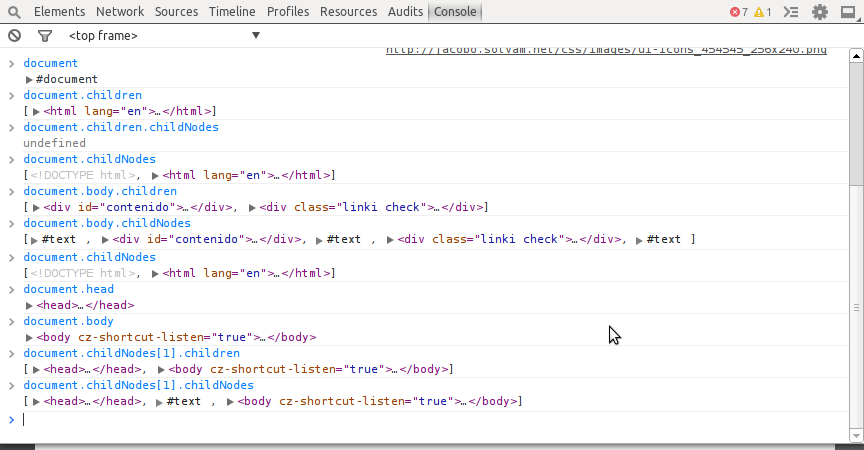 Elements Network Sources Timeline Profiles Resources Audits Console 7 1
<top frame>
http://jacobo.solvam.net/css/images/ui-icons_454545_256x240.png
> document
▶#document
> document.children
[▶<html lang="en">…</html>]
> document.children.childNodes
undefined
> document.childNodes
[<!DOCTYPE html>, ▶<html lang="en">…</html>]
> document.body.children
[▶<div id="contenido">…</div>, ▶<div class="linki check">…</div>]
> document.body.childNodes
[▶#text , ▶<div id="contenido">…</div>, ▶#text , ▶<div class="linki check">…</div>, ▶#text ]
> document.childNodes
[<!DOCTYPE html>, ▶<html lang="en">…</html>]
> document.head
▶<head>…</head>
> document.body
▶<body cz-shortcut-listen="true">…</body>
> document.childNodes[1].children
[▶<head>…</head>, ▶<body cz-shortcut-listen="true">…</body>]
> document.childNodes[1].childNodes
[▶<head>…</head>, ▶#text , ▶<body cz-shortcut-listen="true">…</body>]
>